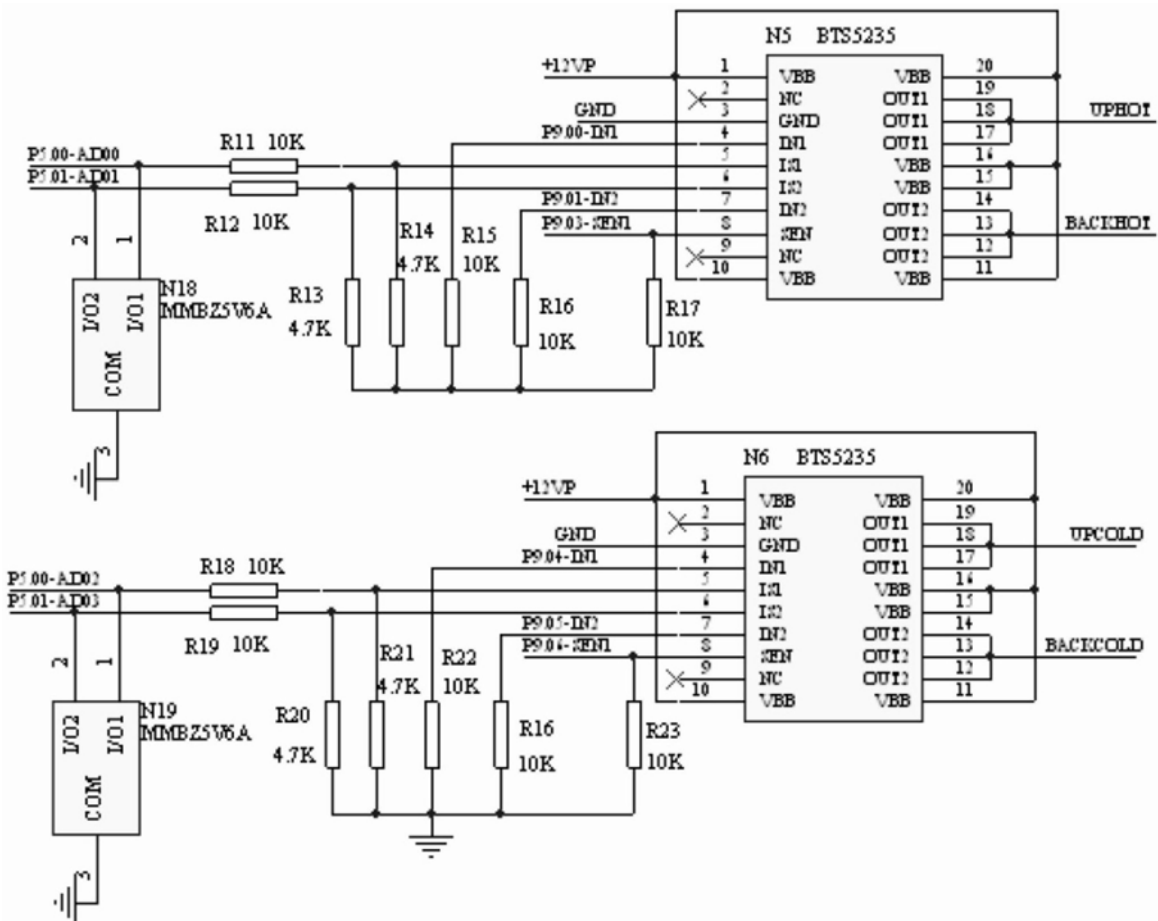 N5 BTS5235
+12VP 1 VBB VBB 20
2 NC OUT1 19
GND 3 GND OUT1 18 UPHOT
P9.00-IN1 4 IN1 OUT1 17
R11 10K
P5.00-AD00 5 IS1 VBB 16
P5.01-AD01 6 IS2 VBB 15
R12 10K
P9.01-IN2 7 IN2 OUT2 14
P9.03-SEN1 8 SEN OUT2 13 BACKHOT
9 NC OUT2 12
10 VBB VBB 11
2 1
R14 4.7K
R15 10K
N18
MMBZ5V6A
I/O2 I/O1
COM
3
R13 4.7K
R16 10K
R17 10K
N6 BTS5235
+12VP 1 VBB VBB 20
2 NC OUT1 19
GND 3 GND OUT1 18 UPCOLD
P9.04-IN1 4 IN1 OUT1 17
R18 10K
P5.00-AD02 5 IS1 VBB 16
P5.01-AD03 6 IS2 VBB 15
R19 10K
P9.05-IN2 7 IN2 OUT2 14
P9.06-SEN1 8 SEN OUT2 13 BACKCOLD
9 NC OUT2 12
10 VBB VBB 11
2 1
R21 4.7K
R22 10K
N19
MMBZ5V6A
I/O2 I/O1
COM
3
R20 4.7K
R16 10K
R23 10K